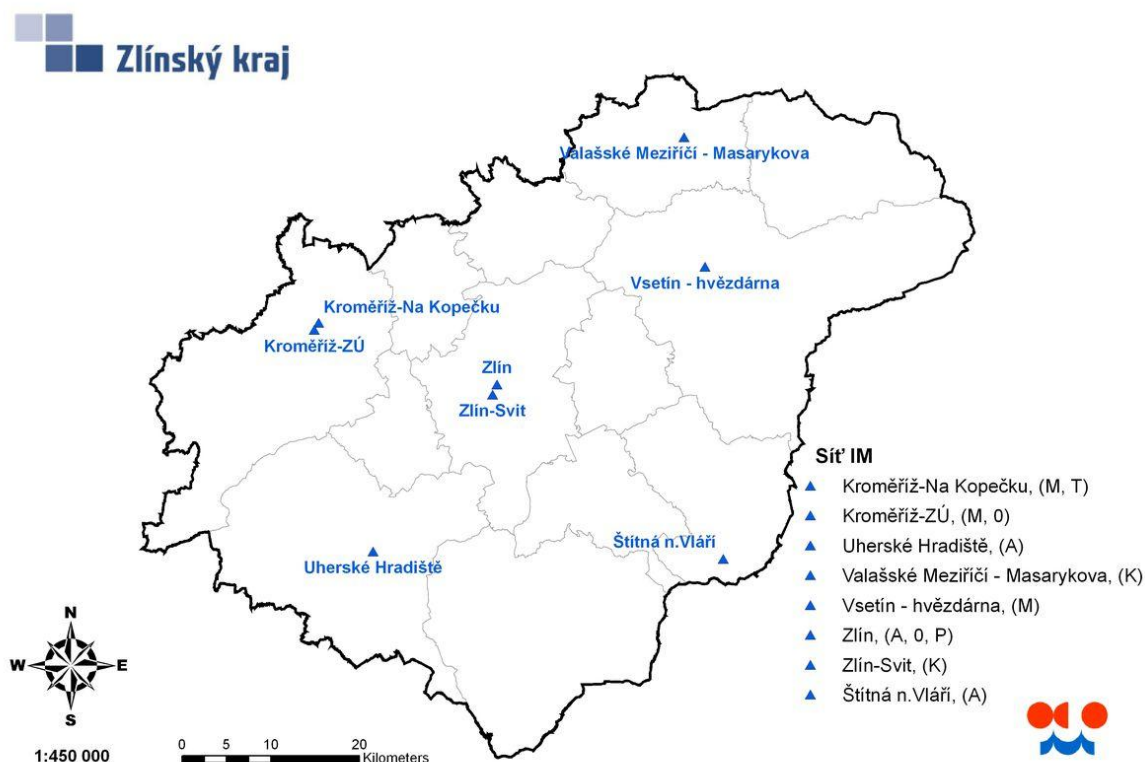 Zlínský kraj
Valašské Meziříčí - Masarykova
Vsetín - hvězdárna
Kroměříž-Na Kopečku
Kroměříž-ZÚ
Zlín
Zlín-Svit
Štítná n.Vláří
Uherské Hradiště
Síť IM
Kroměříž-Na Kopečku, (M, T)
Kroměříž-ZÚ, (M, 0)
Uherské Hradiště, (A)
Valašské Meziříčí - Masarykova, (K)
Vsetín - hvězdárna, (M)
Zlín, (A, 0, P)
Zlín-Svit, (K)
Štítná n.Vláří, (A)
N
W E
S
1:450 000
0 5 10 20
Kilometers